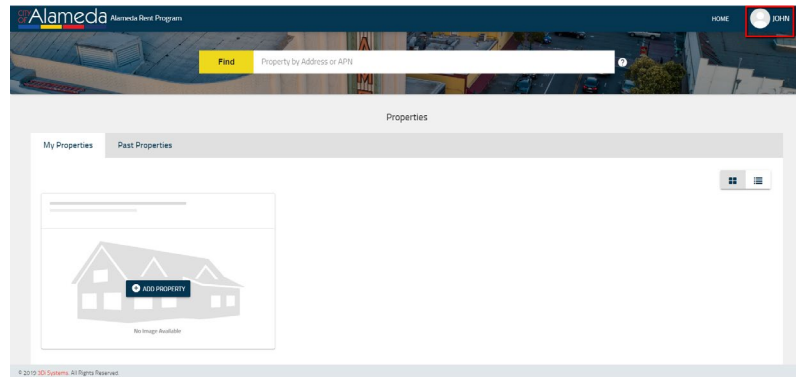 CITY OF Alameda Alameda Rent Program
HOME
JOHN
Find
Property by Address or APN
?
Properties
My Properties
Past Properties
ADD PROPERTY
No Image Available
© 2019 3Di Systems. All Rights Reserved